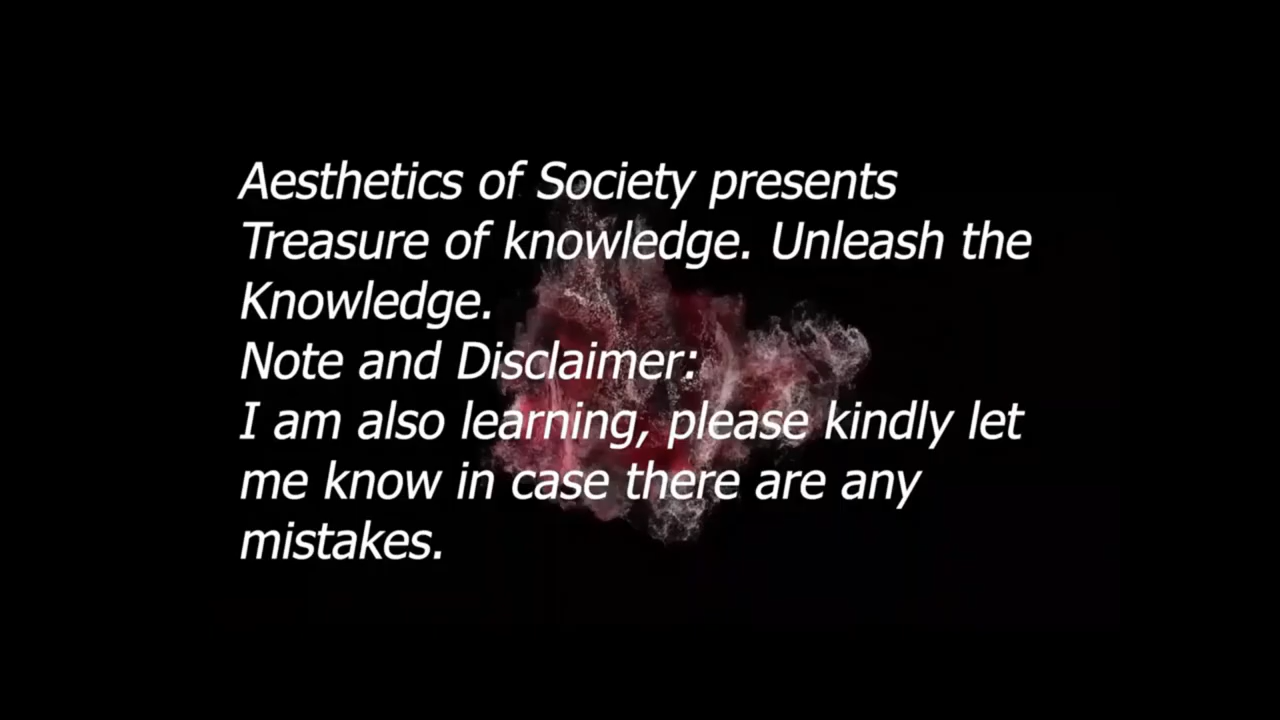 Aesthetics of Society presents
Treasure of knowledge. Unleash the
Knowledge.
Note and Disclaimer:
I am also learning, please kindly let
me know in case there are any
mistakes.